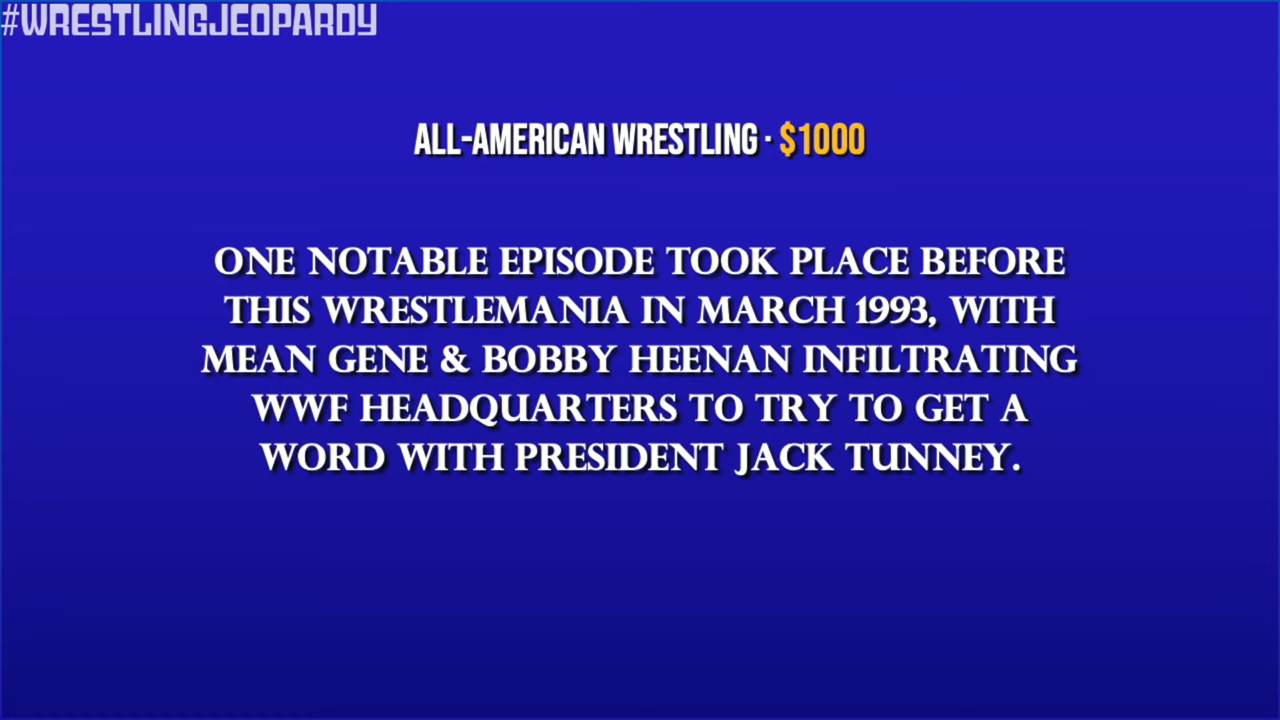 #WRESTLINGJEOPARDY
ALL-AMERICAN WRESTLING · $1000
ONE NOTABLE EPISODE TOOK PLACE BEFORE
THIS WRESTLEMANIA IN MARCH 1993, WITH
MEAN GENE & BOBBY HEENAN INFILTRATING
WWF HEADQUARTERS TO TRY TO GET A
WORD WITH PRESIDENT JACK TUNNEY.